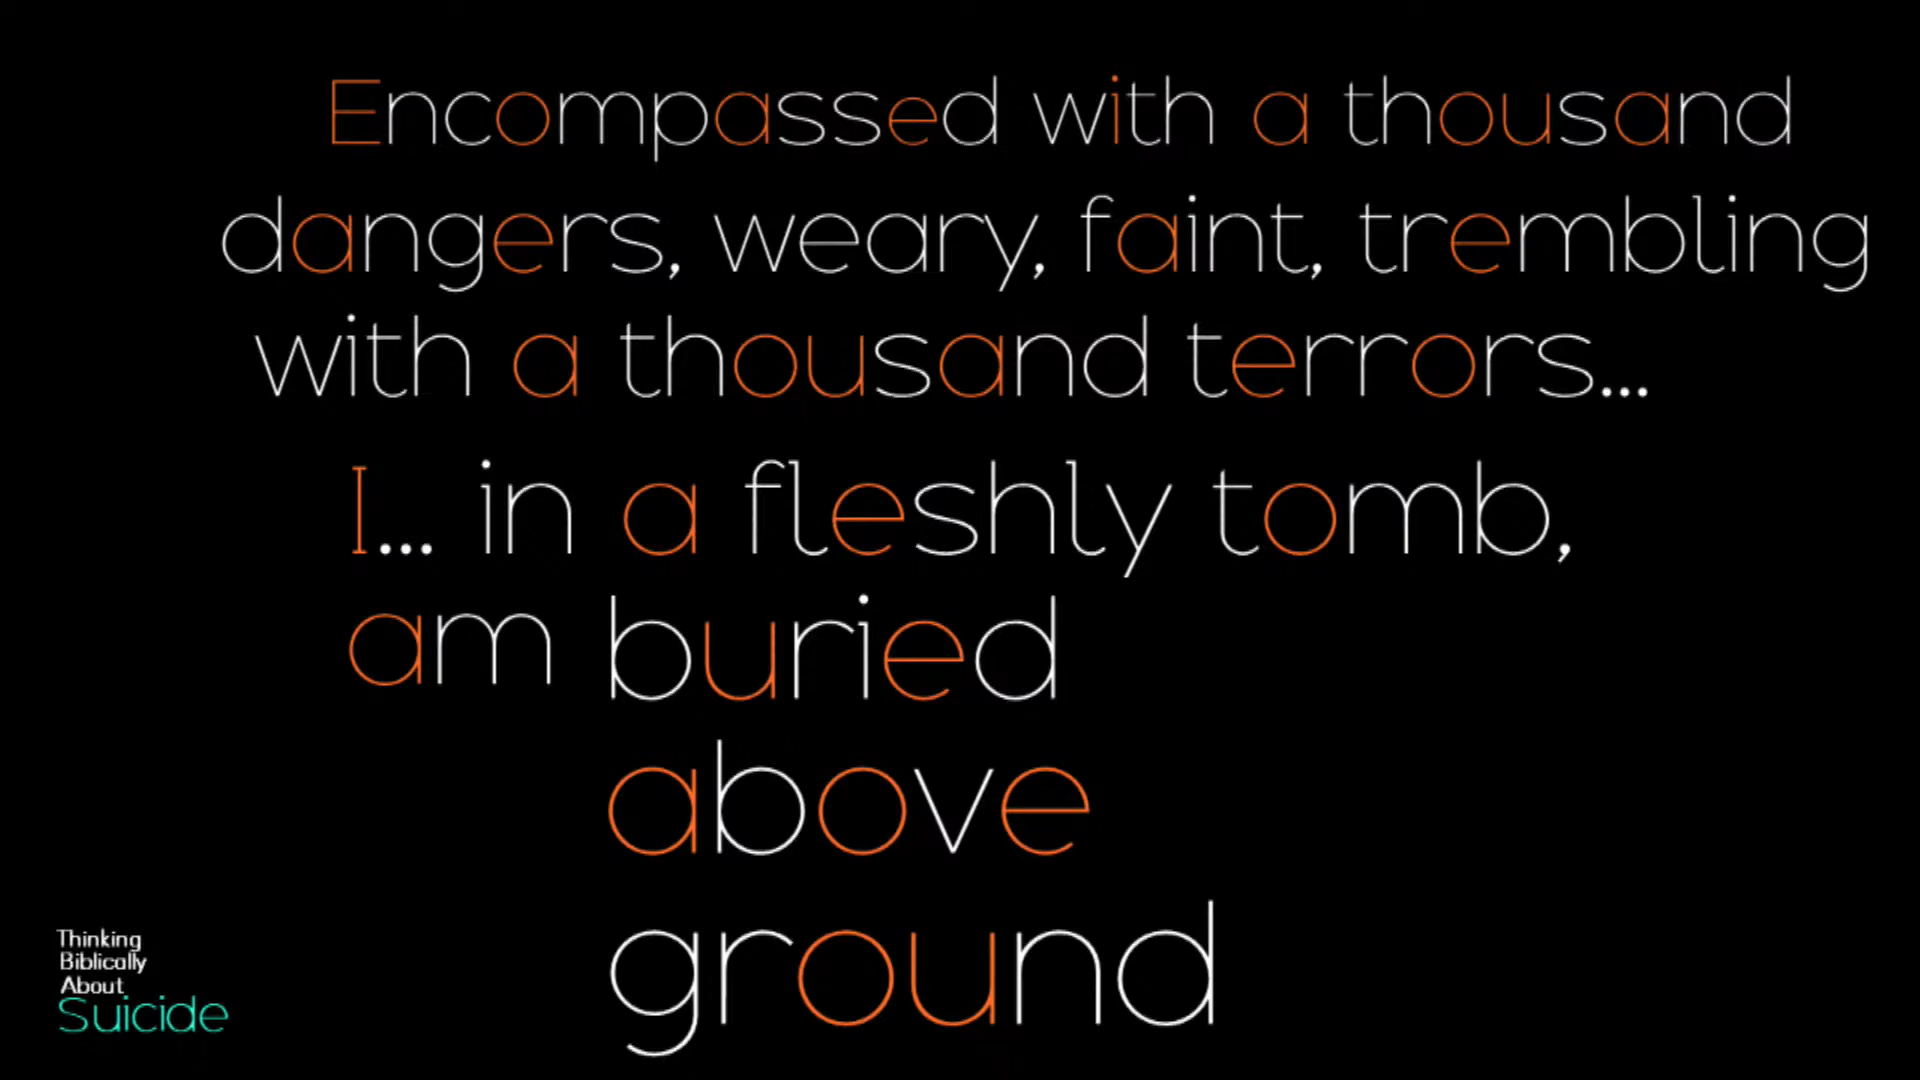 Encompassed with a thousand
dangers, weary, faint, trembling
with a thousand terrors...
I... in a fleshly tomb,
am buried
above
ground
Thinking
Biblically
About
Suicide